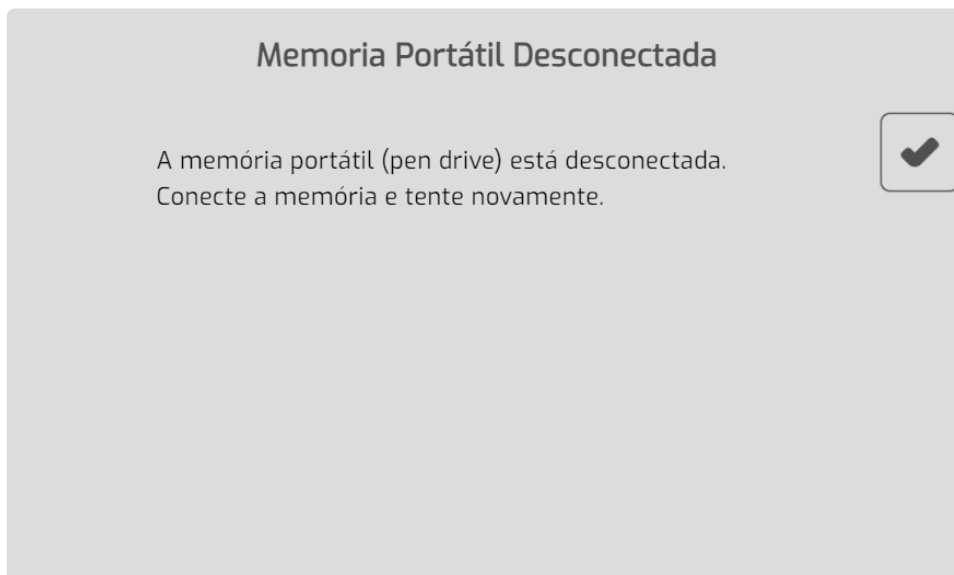 Memoria Portátil Desconectada
A memória portátil (pen drive) está desconectada.
Conecte a memória e tente novamente.